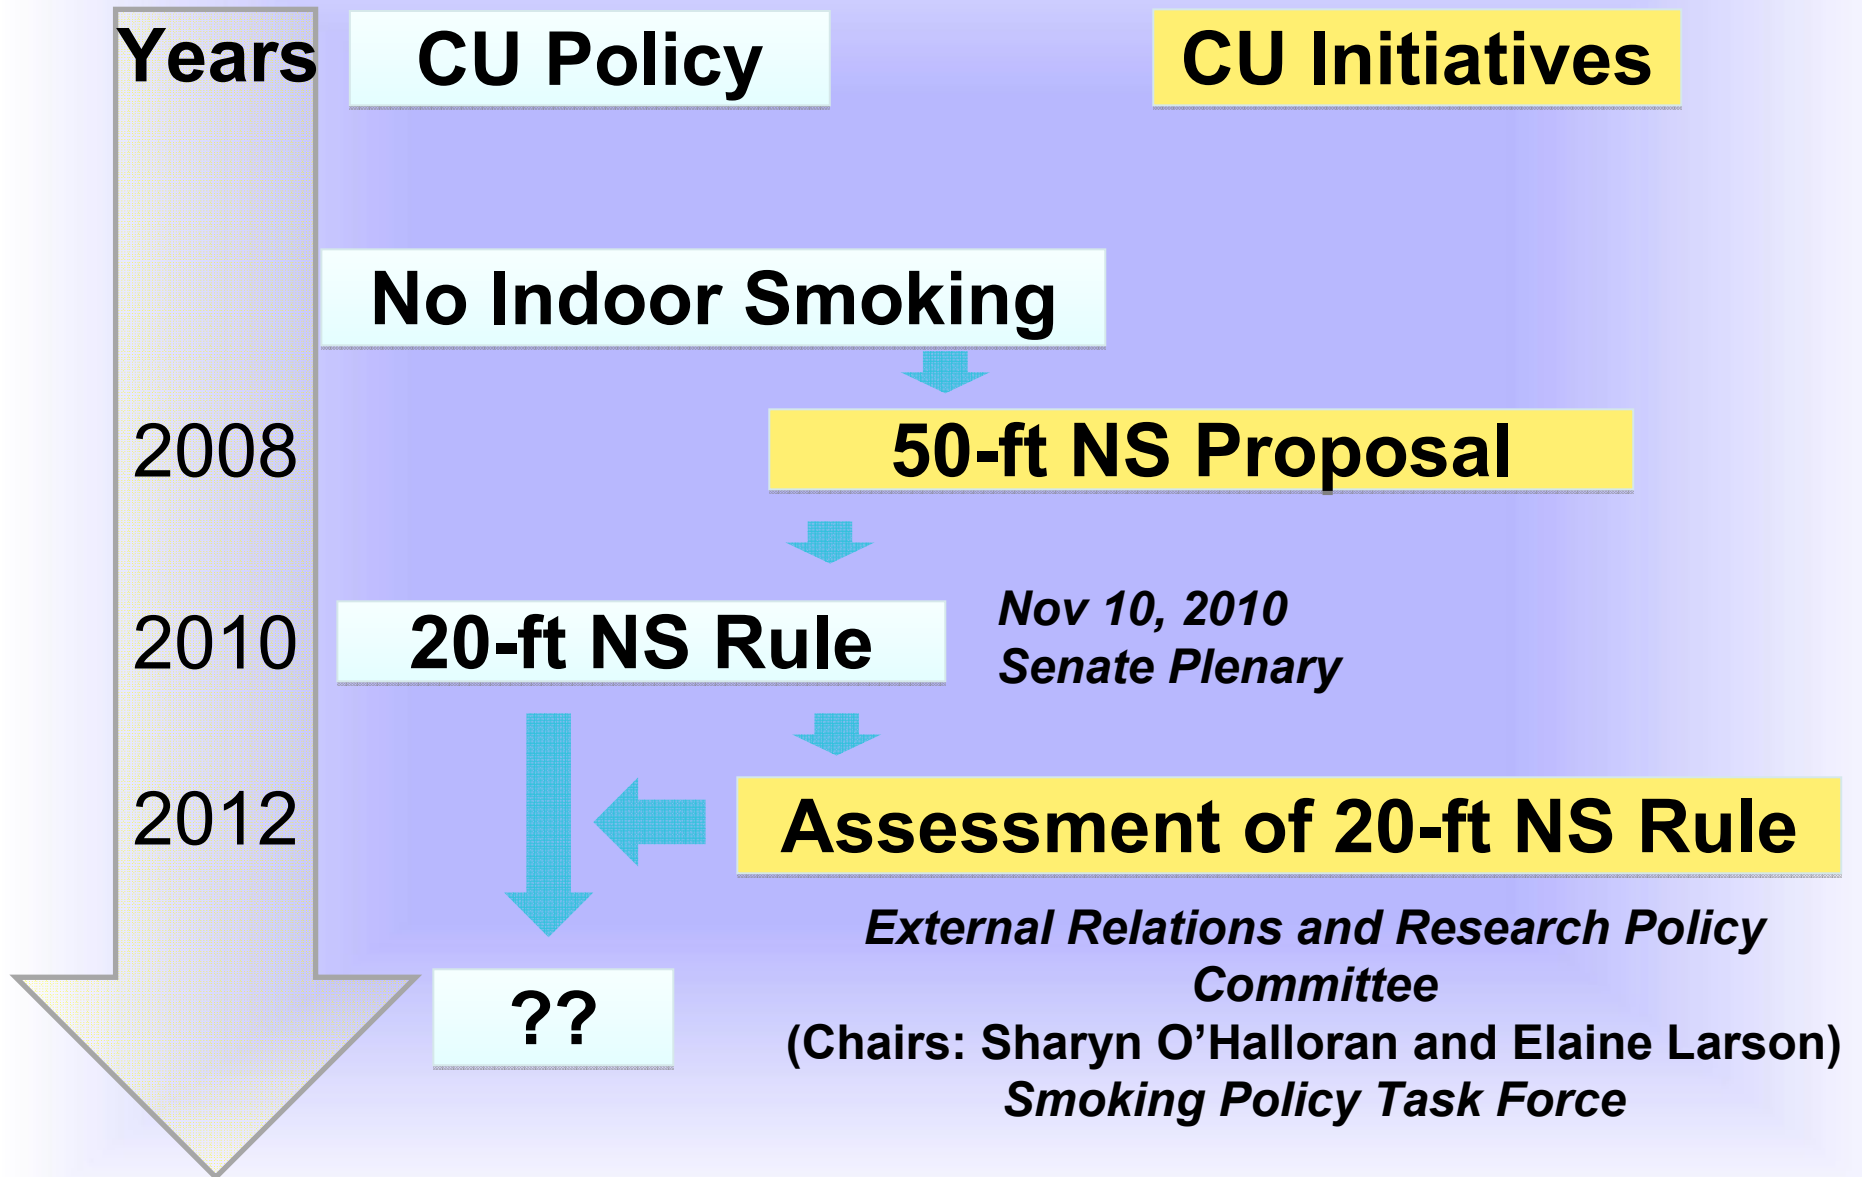 Years
CU Policy
CU Initiatives
No Indoor Smoking
2008
50-ft NS Proposal
2010
20-ft NS Rule
Nov 10, 2010
Senate Plenary
2012
Assessment of 20-ft NS Rule
External Relations and Research Policy
Committee
(Chairs: Sharyn O’Halloran and Elaine Larson)
Smoking Policy Task Force
??